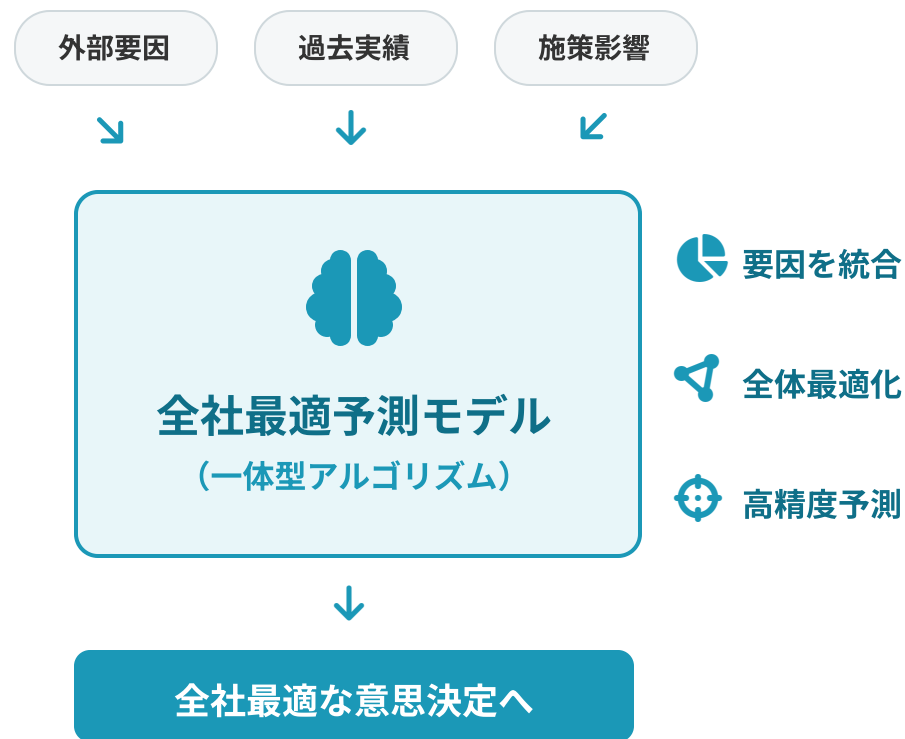 外部要因
過去実績
施策影響
全社最適予測モデル
（一体型アルゴリズム）
要因を統合
全体最適化
高精度予測
全社最適な意思決定へ